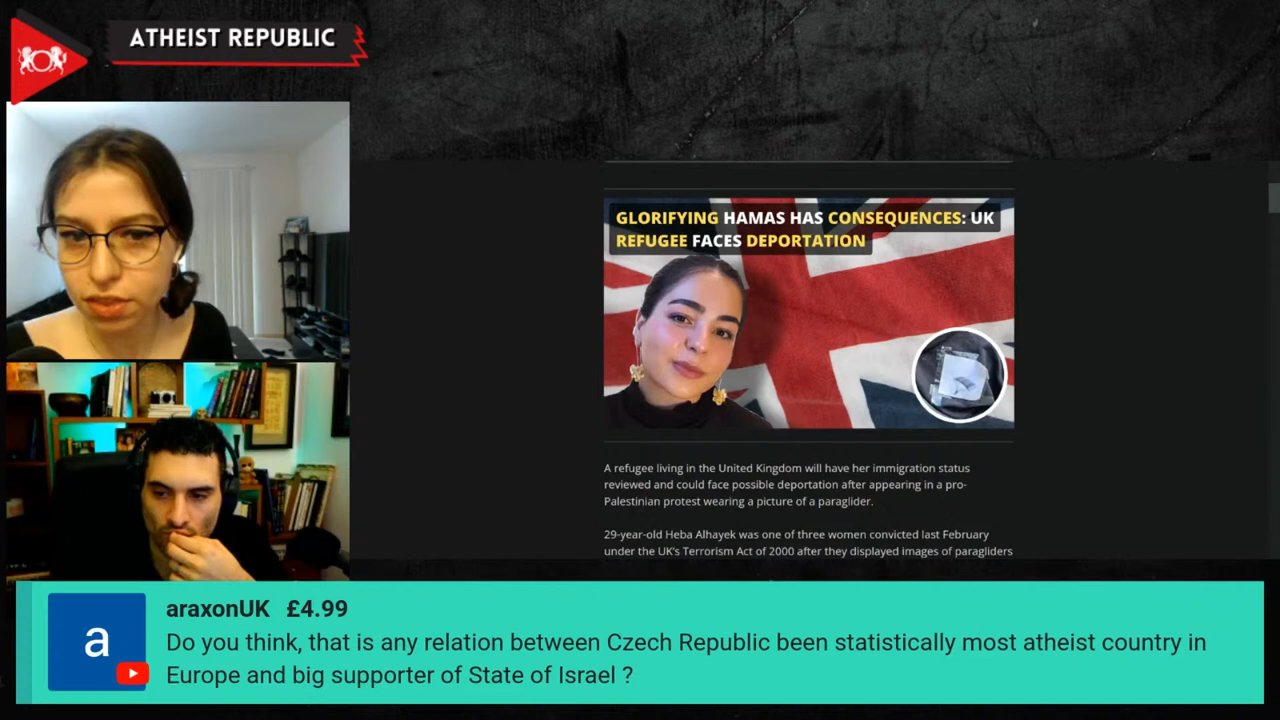 ATHEIST REPUBLIC
GLORIFYING HAMAS HAS CONSEQUENCES: UK
REFUGEE FACES DEPORTATION
A refugee living in the United Kingdom will have her immigration status
reviewed and could face possible deportation after appearing in a pro-
Palestinian protest wearing a picture of a paraglider.
29-year-old Heba Alhayek was one of three women convicted last February
under the UK's Terrorism Act of 2000 after they displayed images of paragliders
a
araxonUK £4.99
Do you think, that is any relation between Czech Republic been statistically most atheist country in
Europe and big supporter of State of Israel ?